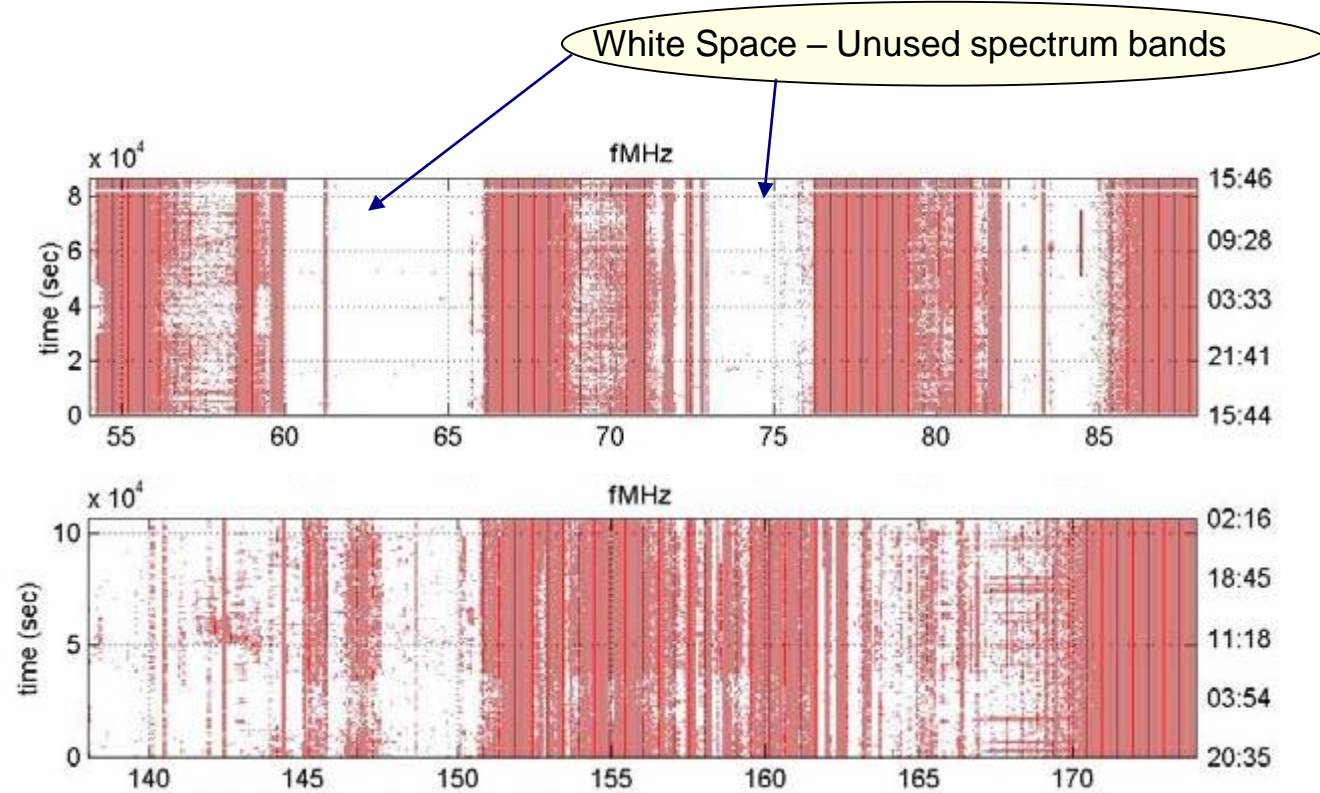 White Space – Unused spectrum bands
x 10^4
fMHz
8
6
4
2
0
time (sec)
15:46
09:28
03:33
21:41
15:44
55 60 65 70 75 80 85
x 10^4
fMHz
10
5
0
time (sec)
02:16
18:45
11:18
03:54
20:35
140 145 150 155 160 165 170